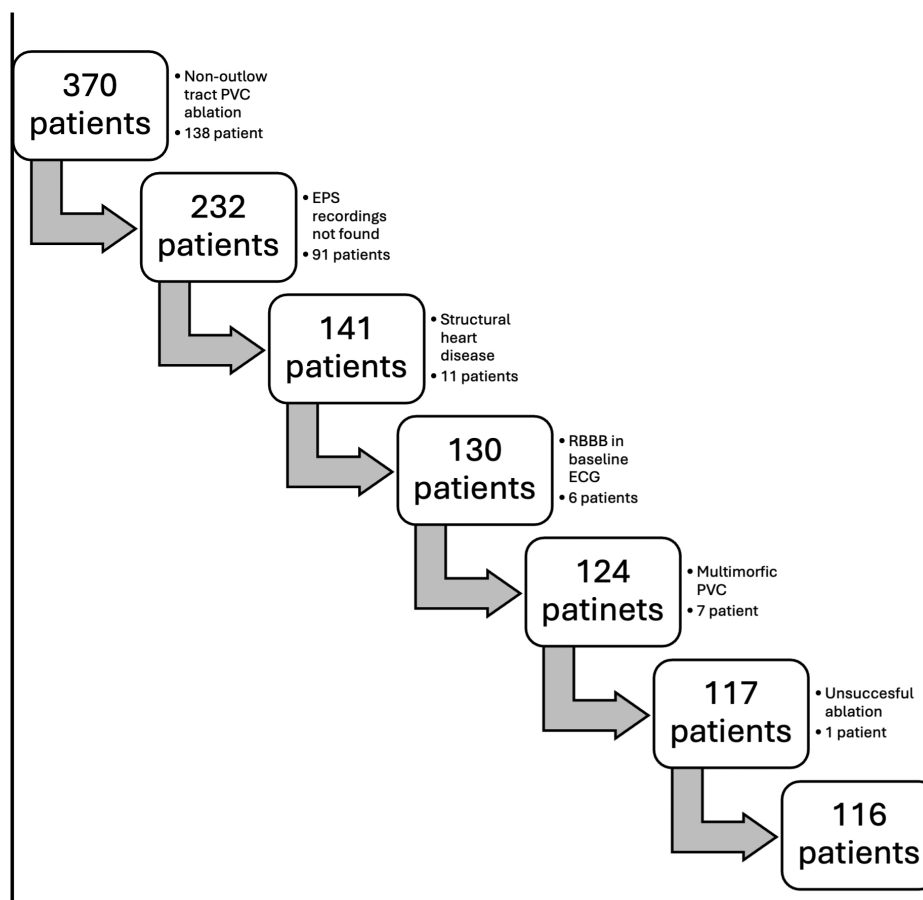 370
patients
• Non-outlow
tract PVC
ablation
• 138 patient
232
patients
• EPS
recordings
not found
• 91 patients
141
patients
• Structural
heart
disease
• 11 patients
130
patients
• RBBB in
baseline
ECG
• 6 patients
124
patinets
• Multimorfic
PVC
• 7 patient
117
patients
• Unsuccesful
ablation
• 1 patient
116
patients